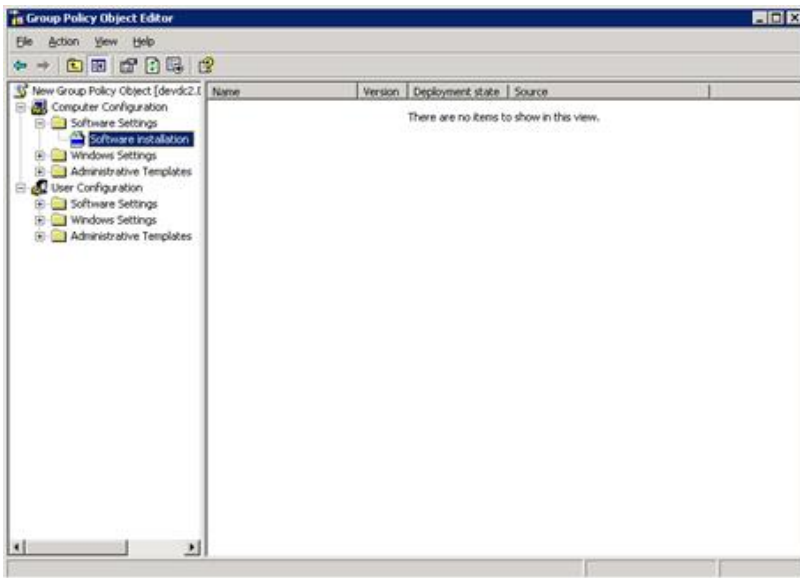 Group Policy Object Editor
File Action View Help
New Group Policy Object [devdc2.
Computer Configuration
Software Settings
Software installation
Windows Settings
Administrative Templates
User Configuration
Software Settings
Windows Settings
Administrative Templates
Name Version Deployment state Source
There are no items to show in this view.